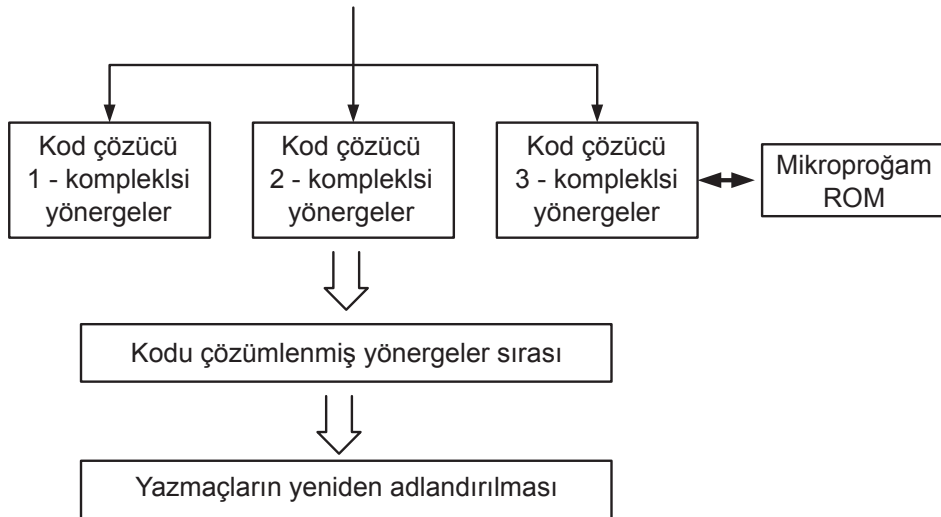 Kod çözücü
1 - kompleklsi
yönergeler
Kod çözücü
2 - kompleklsi
yönergeler
Kod çözücü
3 - kompleklsi
yönergeler
Mikroproğam
ROM
Kodu çözümlenmiş yönergeler sırası
Yazmaçların yeniden adlandırılması